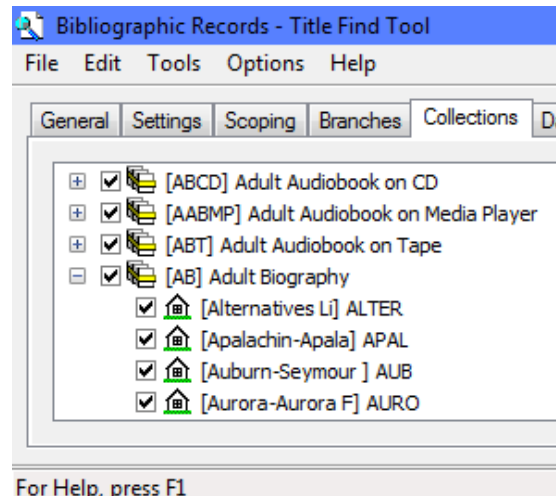 Bibliographic Records - Title Find Tool
File Edit Tools Options Help
General Settings Scoping Branches Collections
[ABCD] Adult Audiobook on CD
[AABMP] Adult Audiobook on Media Player
[ABT] Adult Audiobook on Tape
[AB] Adult Biography
[Alternatives Li] ALTER
[Apalachin-Apala] APAL
[Auburn-Seymour ] AUB
[Aurora-Aurora F] AURO
For Help, press F1